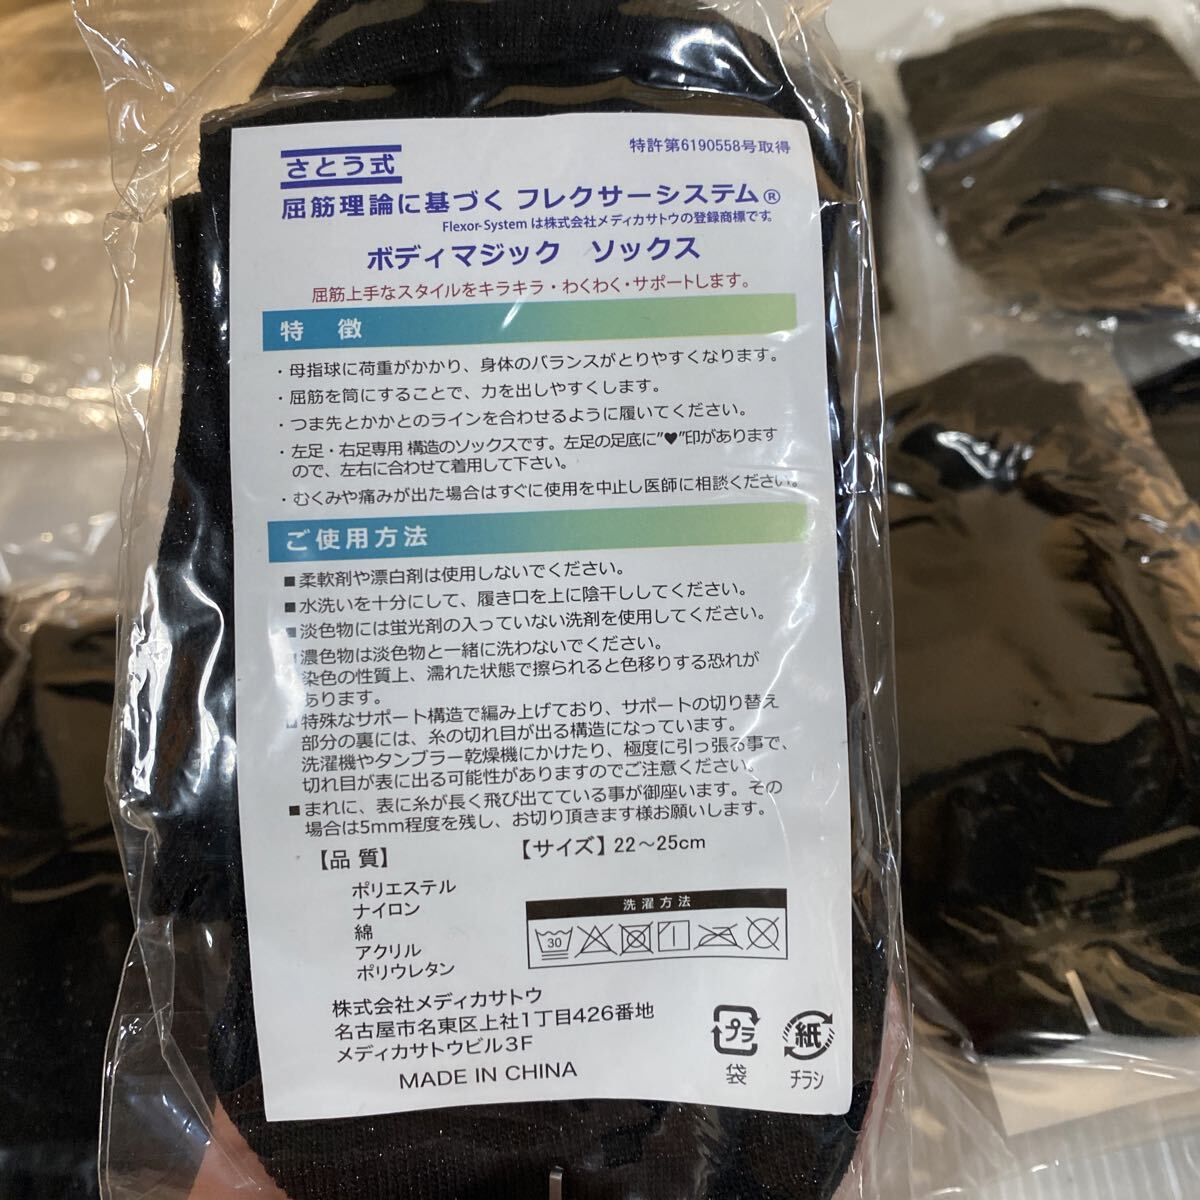 特許第6190558号取得
さとう式
屈筋理論に基づく フレクサーシステム®
Flexor-System は株式会社メディカサトウの登録商標です。
ボディマジック　ソックス
屈筋上手なスタイルをキラキラ・わくわく・サポートします。
特　徴
・母指球に荷重がかかり、身体のバランスがとりやすくなります。
・屈筋を筒にすることで、力を出しやすくします。
・つま先とかかとのラインを合わせるように履いてください。
・左足・右足専用 構造のソックスです。左足の足底に"♥"印があります
ので、左右に合わせて着用して下さい。
・むくみや痛みが出た場合はすぐに使用を中止し医師に相談ください。
ご使用方法
■柔軟剤や漂白剤は使用しないでください。
■水洗いを十分にして、履き口を上に陰干ししてください。
■淡色物には蛍光剤の入っていない洗剤を使用してください。
■濃色物は淡色物と一緒に洗わないでください。
染色の性質上、濡れた状態で擦られると色移りする恐れが
あります。
■特殊なサポート構造で編み上げており、サポートの切り替え
部分の裏には、糸の切れ目が出る構造になっています。
洗濯機やタンブラー乾燥機にかけたり、極度に引っ張る事で、
切れ目が表に出る可能性がありますのでご注意ください。
■まれに、表に糸が長く飛び出てている事が御座います。その
場合は5mm程度を残し、お切り頂きます様お願いします。
【品 質】
【サイズ】22～25cm
ポリエステル
ナイロン
綿
アクリル
ポリウレタン
洗濯方法
30
株式会社メディカサトウ
名古屋市名東区上社1丁目426番地
メディカサトウビル3F
MADE IN CHINA
プラ
袋
紙
チラシ